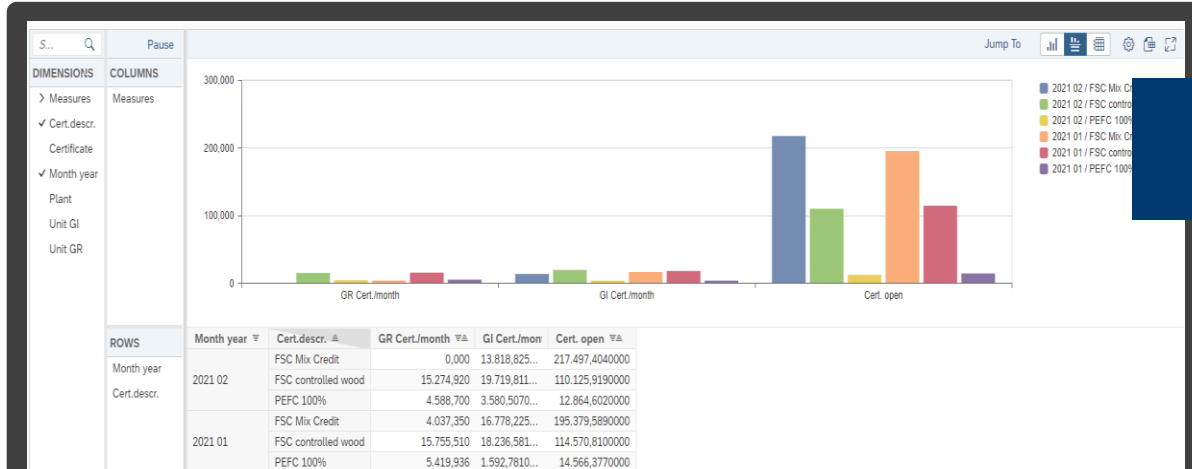 S... Pause Jump To
DIMENSIONS COLUMNS
Measures Measures
Cert.descr.
Certificate
Month year
Plant
Unit GI
Unit GR
300,000
200,000
100,000
0
GR Cert./month GI Cert./month Cert. open
2021 02 / FSC Mix Cr
2021 02 / FSC contro
2021 02 / PEFC 100%
2021 01 / FSC Mix Cr
2021 01 / FSC contro
2021 01 / PEFC 100%
ROWS
Month year
Cert.descr.
Month year Cert.descr. GR Cert./month GI Cert./mon Cert. open
2021 02
FSC Mix Credit 0,000 13.818,825... 217.497,4040000
FSC controlled wood 15.274,920 19.719,811... 110.125,9190000
PEFC 100% 4.588,700 3.580,5070... 12.864,6020000
2021 01
FSC Mix Credit 4.037,350 16.778,225... 195.379,5890000
FSC controlled wood 15.755,510 18.236,581... 114.570,8100000
PEFC 100% 5.419,936 1.592,7810... 14.566,3770000